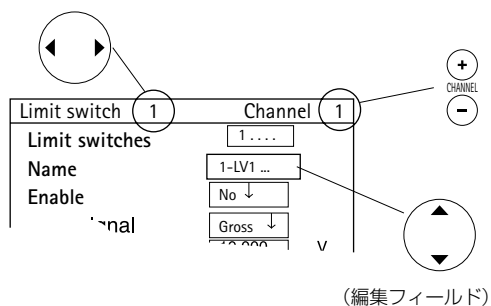 +
CHANNEL
−
Limit switch 1 Channel 1
Limit switches 1 . . . .
Name 1-LV1 ...
Enable No ↓
Gross ↓
V
(編集フィールド)